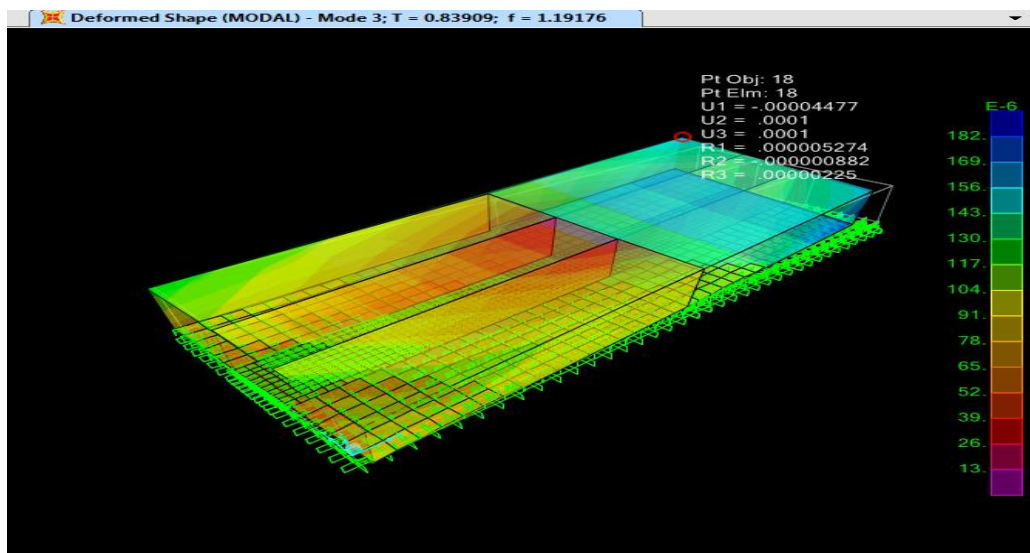 Deformed Shape (MODAL) - Mode 3; T = 0.83909; f = 1.19176
Pt Obj: 18
Pt Elm: 18
U1 = -.00004477
U2 = .0001
U3 = .0001
R1 = .000005274
R2 = -.000000882
R3 = .00000225
E-6
182.
169.
156.
143.
130.
117.
104.
91.
78.
65.
52.
39.
26.
13.